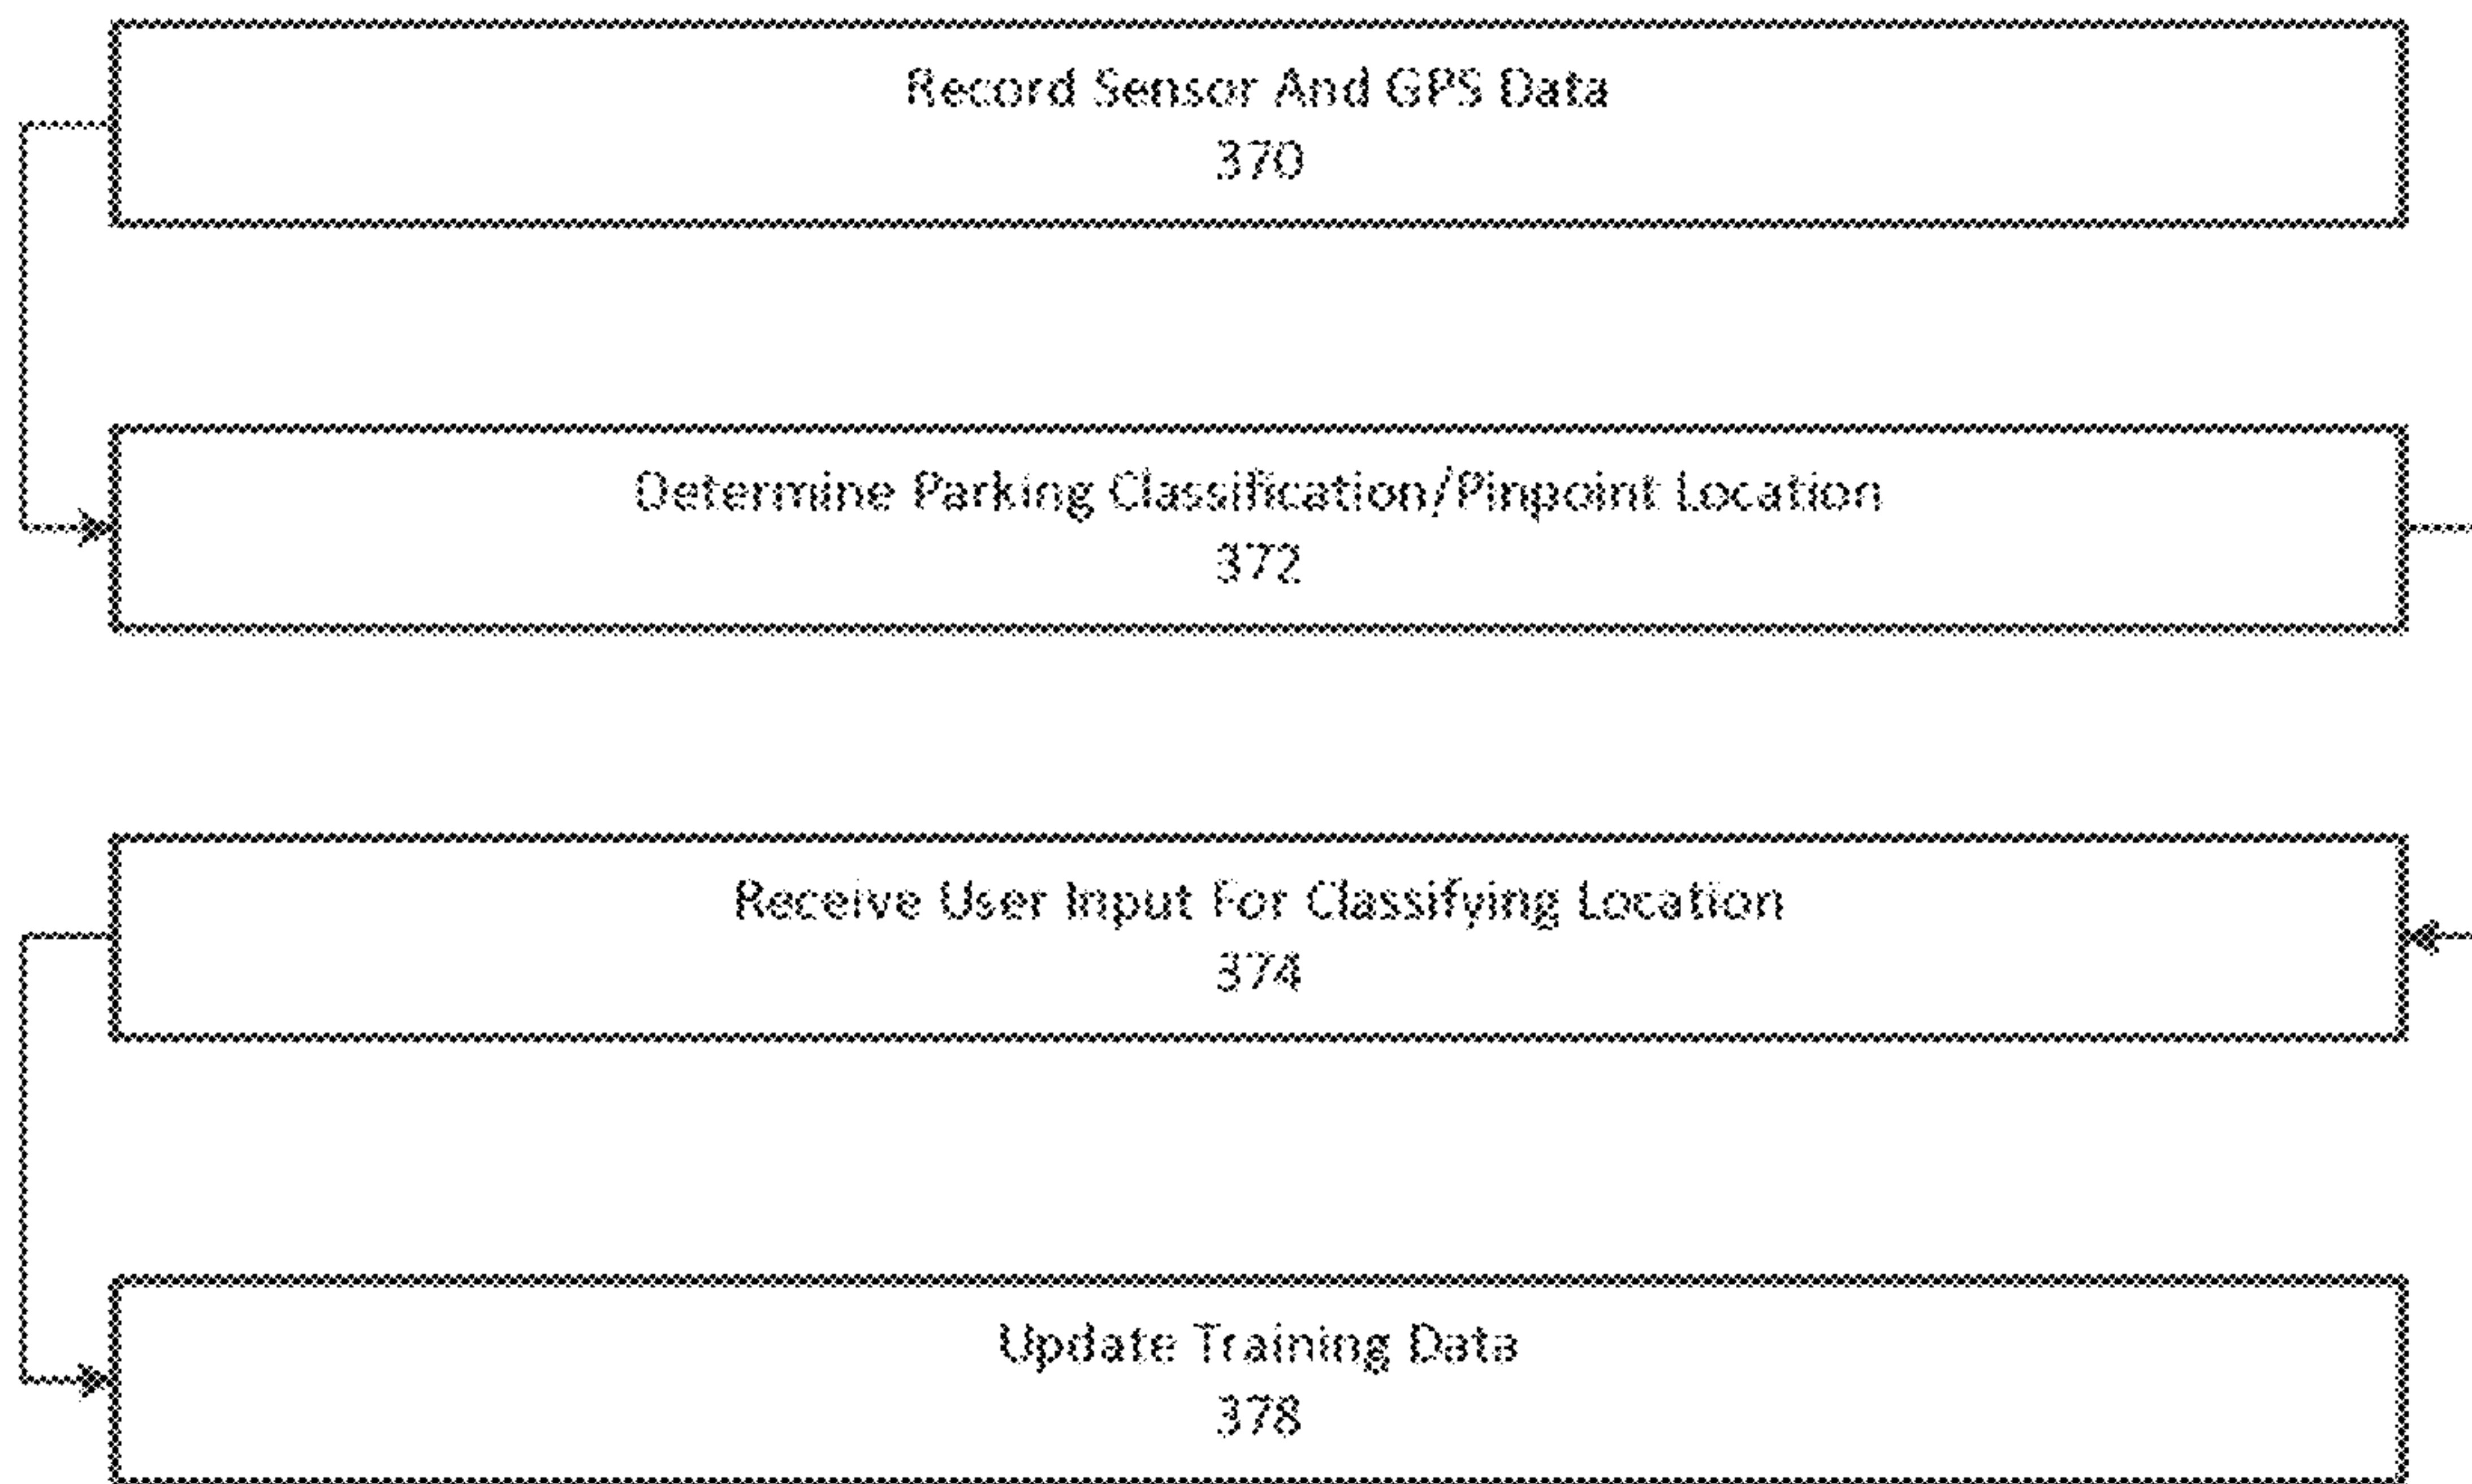 Record Sensor And GPS Data
370
Determine Parking Classification/Pinpoint Location
372
Receive User Input For Classifying Location
374
Update Training Data
378